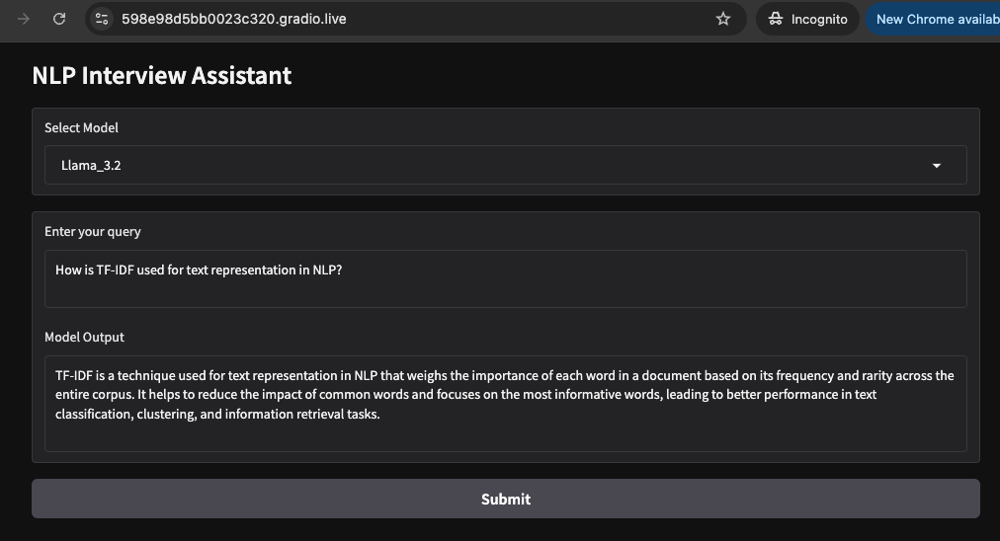 598e98d5bb0023c320.gradio.live
Incognito
New Chrome availab
NLP Interview Assistant
Select Model
Llama_3.2
Enter your query
How is TF-IDF used for text representation in NLP?
Model Output
TF-IDF is a technique used for text representation in NLP that weighs the importance of each word in a document based on its frequency and rarity across the
entire corpus. It helps to reduce the impact of common words and focuses on the most informative words, leading to better performance in text
classification, clustering, and information retrieval tasks.
Submit